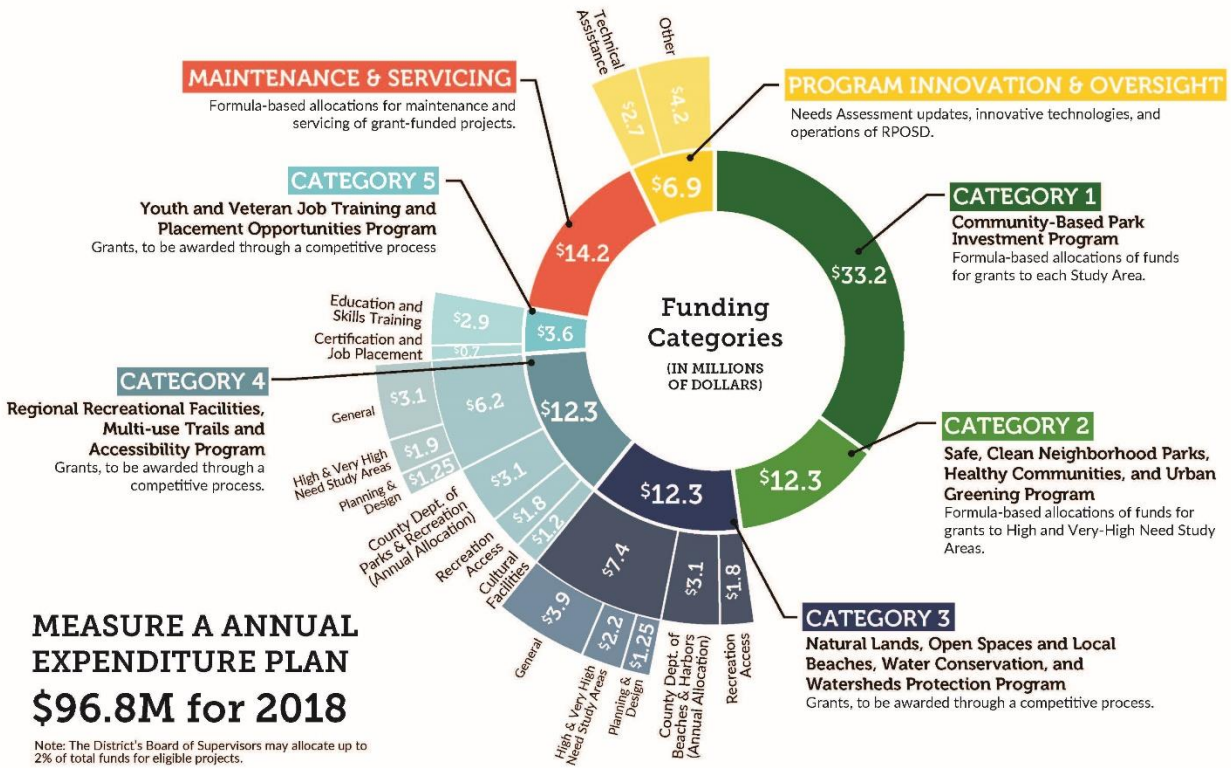 Technical
Assistance
Other
$2.7
$4.2
MAINTENANCE & SERVICING
Formula-based allocations for maintenance and
servicing of grant-funded projects.
PROGRAM INNOVATION & OVERSIGHT
Needs Assessment updates, innovative technologies, and
operations of RPOSD.
$6.9
CATEGORY 5
Youth and Veteran Job Training and
Placement Opportunities Program
Grants, to be awarded through a competitive process
CATEGORY 1
Community-Based Park
Investment Program
Formula-based allocations of funds
for grants to each Study Area.
$14.2
$33.2
Funding
Categories
(IN MILLIONS
OF DOLLARS)
Education and
Skills Training
$2.9
$3.6
Certification and
Job Placement
$0.7
CATEGORY 4
Regional Recreational Facilities,
Multi-use Trails and
Accessibility Program
Grants, to be awarded through a
competitive process.
$12.3
$6.2
$3.1
General
$1.9
High & Very High
Need Study Areas
$1.25
Planning &
Design
$3.1
County Dept. of
Parks & Recreation
(Annual Allocation)
$1.8
Recreation
Access
$1.2
Cultural
Facilities
CATEGORY 2
Safe, Clean Neighborhood Parks,
Healthy Communities, and Urban
Greening Program
Formula-based allocations of funds for
grants to High and Very-High Need Study
Areas.
$12.3
$12.3
$7.4
$3.1
$1.8
$3.9
$2.2
$1.25
General
High & Very High
Need Study Areas
Planning &
Design
County Dept. of
Beaches & Harbors
(Annual Allocation)
Recreation
Access
CATEGORY 3
Natural Lands, Open Spaces and Local
Beaches, Water Conservation, and
Watersheds Protection Program
Grants, to be awarded through a competitive process.
MEASURE A ANNUAL
EXPENDITURE PLAN
$96.8M for 2018
Note: The District's Board of Supervisors may allocate up to
2% of total funds for eligible projects.